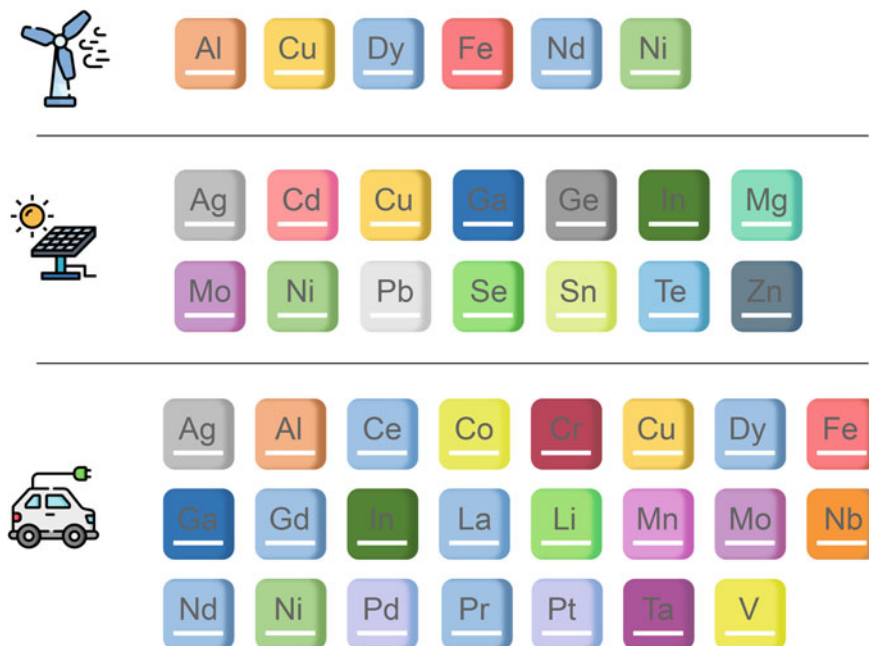 Al Cu Dy Fe Nd Ni
Ag Cd Cu Ga Ge In Mg
Mo Ni Pb Se Sn Te Zn
Ag Al Ce Co Cr Cu Dy Fe
Ga Gd In La Li Mn Mo Nb
Nd Ni Pd Pr Pt Ta V